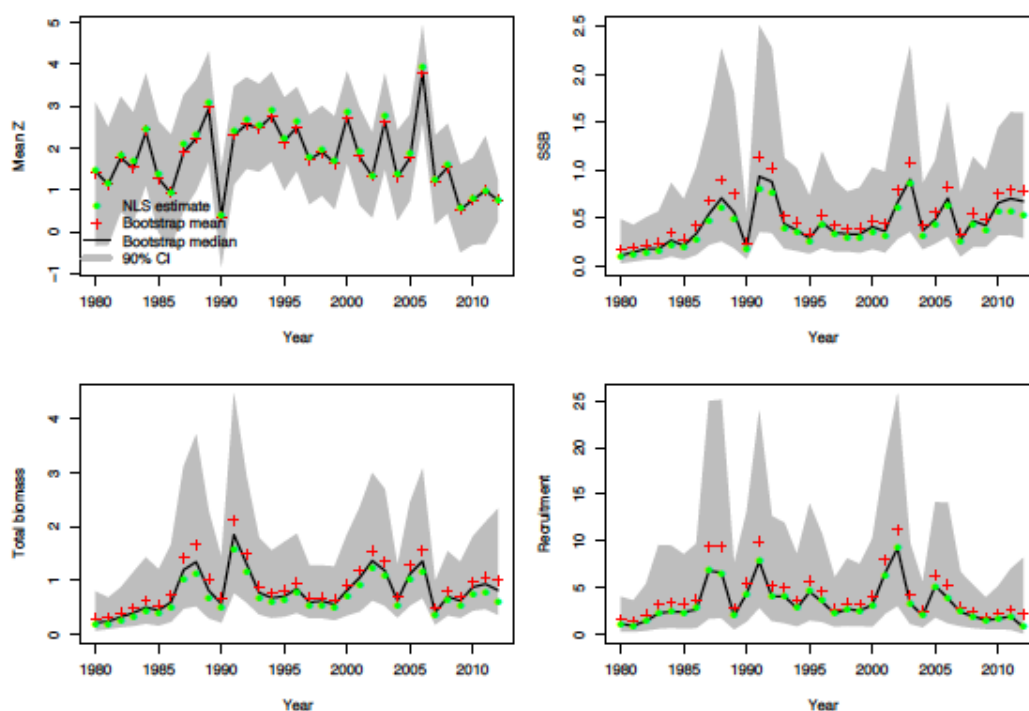 Mean Z
5
4
3
2
1
0
−1
NLS estimate
Bootstrap mean
Bootstrap median
90% CI
1980 1985 1990 1995 2000 2005 2010
Year
SSB
2.5
2.0
1.5
1.0
0.5
0.0
1980 1985 1990 1995 2000 2005 2010
Year
Total biomass
4
3
2
1
0
1980 1985 1990 1995 2000 2005 2010
Year
Recruitment
25
20
15
10
5
0
1980 1985 1990 1995 2000 2005 2010
Year